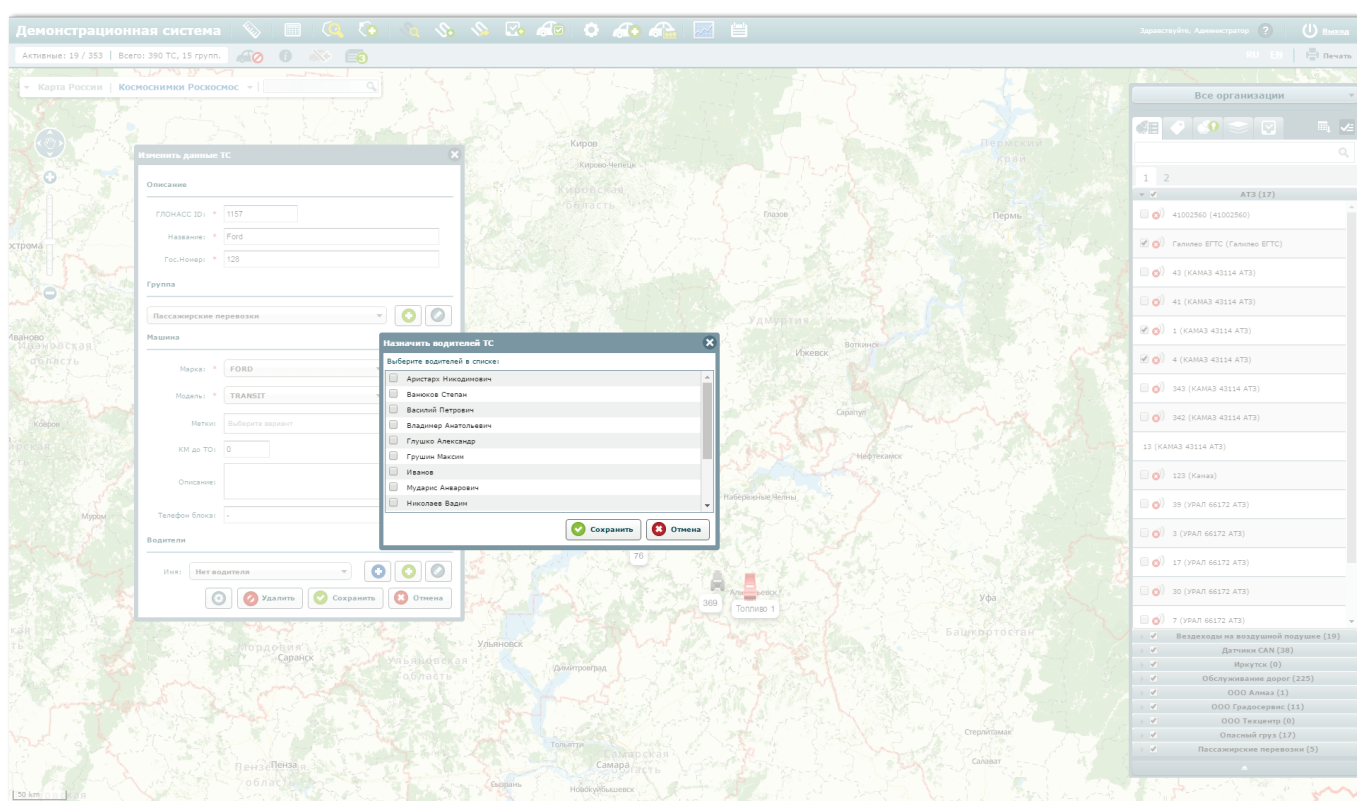 Демонстрационная система
Здравствуйте, Администратор ? Выход
Активные: 19 / 353 | Всего: 390 ТС, 15 групп.
3
RU EN Печать
Карта России | Космоснимки Роскосмос
Все организации
1 2
АТЗ (17)
41002560 (41002560)
Галилео ЕГТС (Галилео ЕГТС)
43 (КАМАЗ 43114 АТЗ)
41 (КАМАЗ 43114 АТЗ)
1 (КАМАЗ 43114 АТЗ)
4 (КАМАЗ 43114 АТЗ)
343 (КАМАЗ 43114 АТЗ)
342 (КАМАЗ 43114 АТЗ)
13 (КАМАЗ 43114 АТЗ)
123 (Камаз)
39 (УРАЛ 66172 АТЗ)
3 (УРАЛ 66172 АТЗ)
17 (УРАЛ 66172 АТЗ)
30 (УРАЛ 66172 АТЗ)
7 (УРАЛ 66172 АТЗ)
Вездеходы на воздушной подушке (19)
Датчики CAN (38)
Иркутск (0)
Обслуживание дорог (225)
ООО Алмаз (1)
ООО Градосервис (11)
ООО Техцентр (0)
Опасный груз (17)
Пассажирские перевозки (5)
Изменить данные ТС
Описание
ГЛОНАСС ID: * 1157
Название: * Ford
Гос.Номер: * 128
Группа
Пассажирские перевозки
Машина
Марка: * FORD
Модель: * TRANSIT
Метки: Выберите вариант
КМ до ТО: 0
Описание:
Телефон блока: -
Водители
Имя: Нет водителя
Удалить Сохранить Отмена
Назначить водителей ТС
Выберите водителей в списке:
Аристарх Никодимович
Ванюков Степан
Василий Петрович
Владимер Анатольевич
Глушко Александр
Грушин Максим
Иванов
Мударис Анварович
Николаев Вадим
Сохранить Отмена
Киров
Кирово-Чепецк
Кировская
область
Пермский
край
Глазов
Пермь
острома
Удмуртия
Воткинск
Ижевск
Иваново
Ивановская
область
Сарапул
Ковров
Нефтекамск
Набережные Челны
Муром
76
369
Топливо 1
Уфа
Башкортостан
Ульяновск
Мордовия
Саранск
Ульяновская
область
Димитровград
Стерлитамак
Тольятти
Самарская
область
Самара
Салават
Пенза
Пензенская
область
Сызрань
Новокуйбышевск
50 km